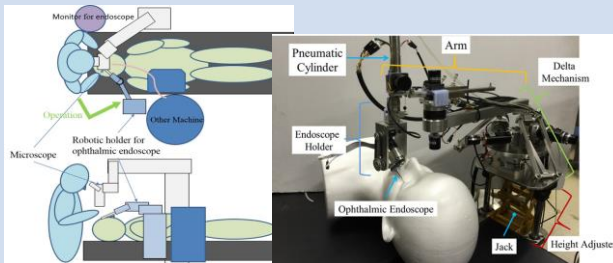 Monitor for endoscope
Operation
Other Machine
Microscope
Robotic holder for
ophthalmic endoscope
Pneumatic
Cylinder
Arm
Delta
Mechanism
Endoscope
Holder
Ophthalmic Endoscope
Jack
Height Adjuste